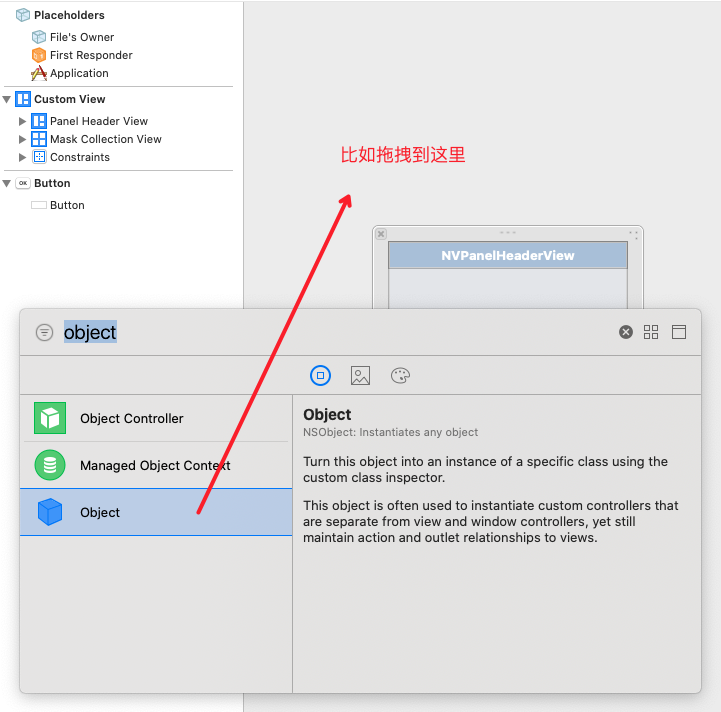 Placeholders
File's Owner
First Responder
Application
Custom View
Panel Header View
Mask Collection View
Constraints
OK
Button
Button
比如拖拽到这里
NVPanelHeaderView
object
Object Controller
Managed Object Context
Object
Object
NSObject: Instantiates any object
Turn this object into an instance of a specific class using the
custom class inspector.
This object is often used to instantiate custom controllers that
are separate from view and window controllers, yet still
maintain action and outlet relationships to views.